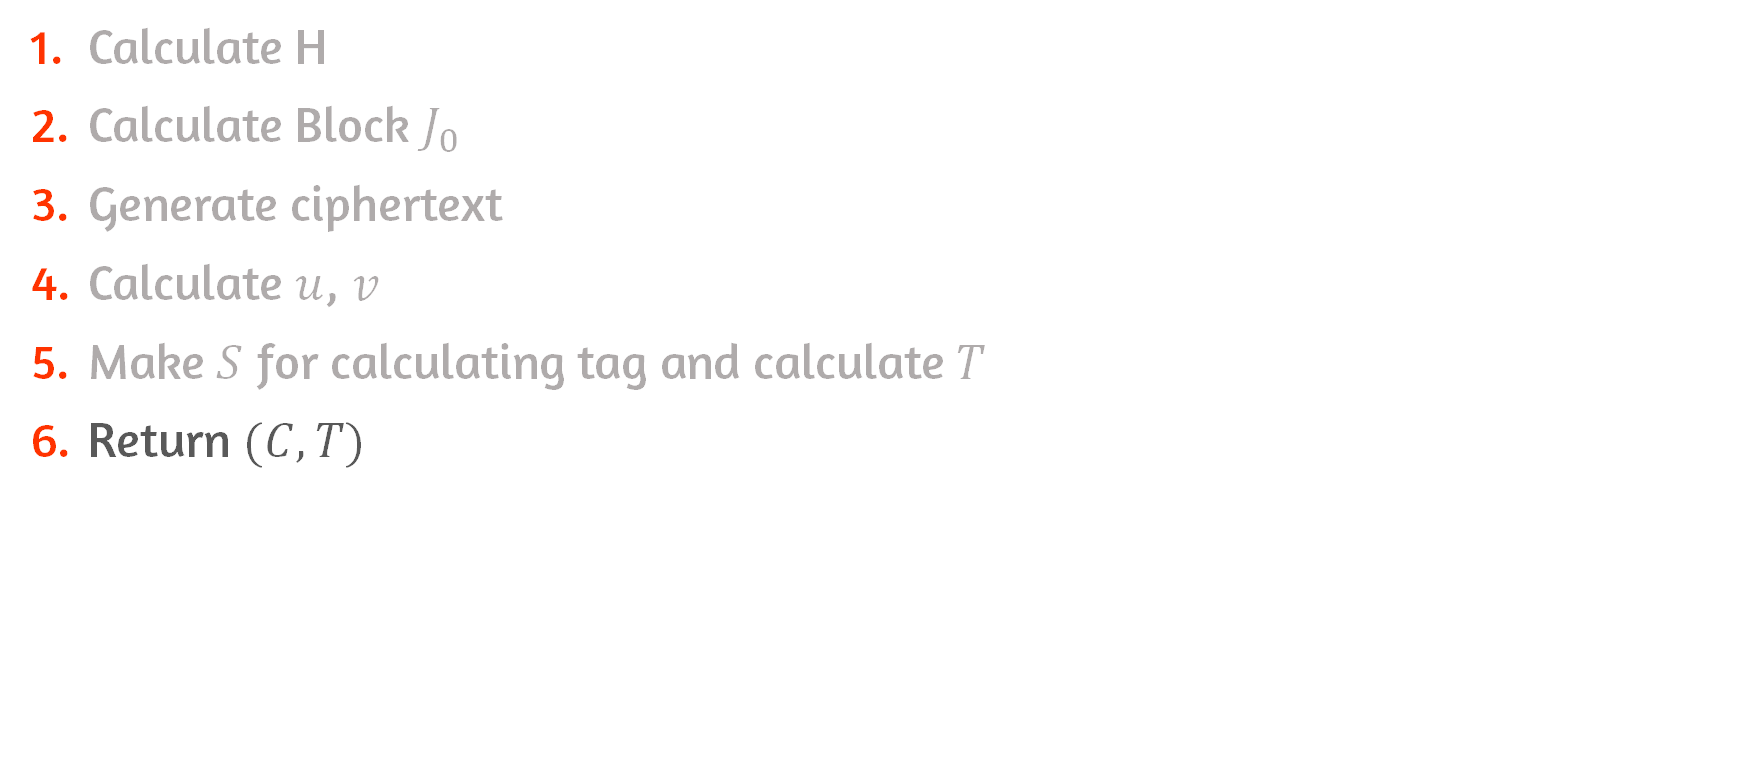 1. Calculate H
2. Calculate Block J₀
3. Generate ciphertext
4. Calculate u, v
5. Make S for calculating tag and calculate T
6. Return (C, T)